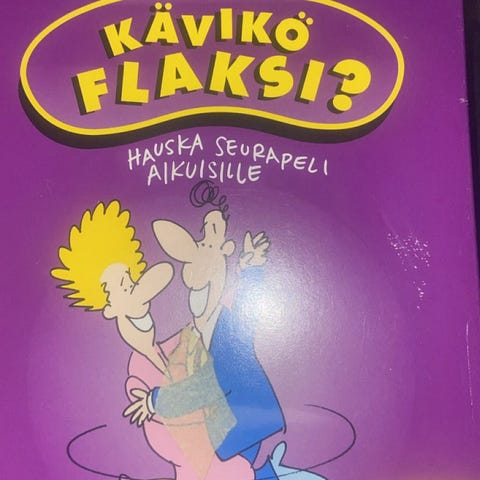 KÄVIKÖ
FLAKSI?
HAUSKA SEURAPELI
AIKUISILLE